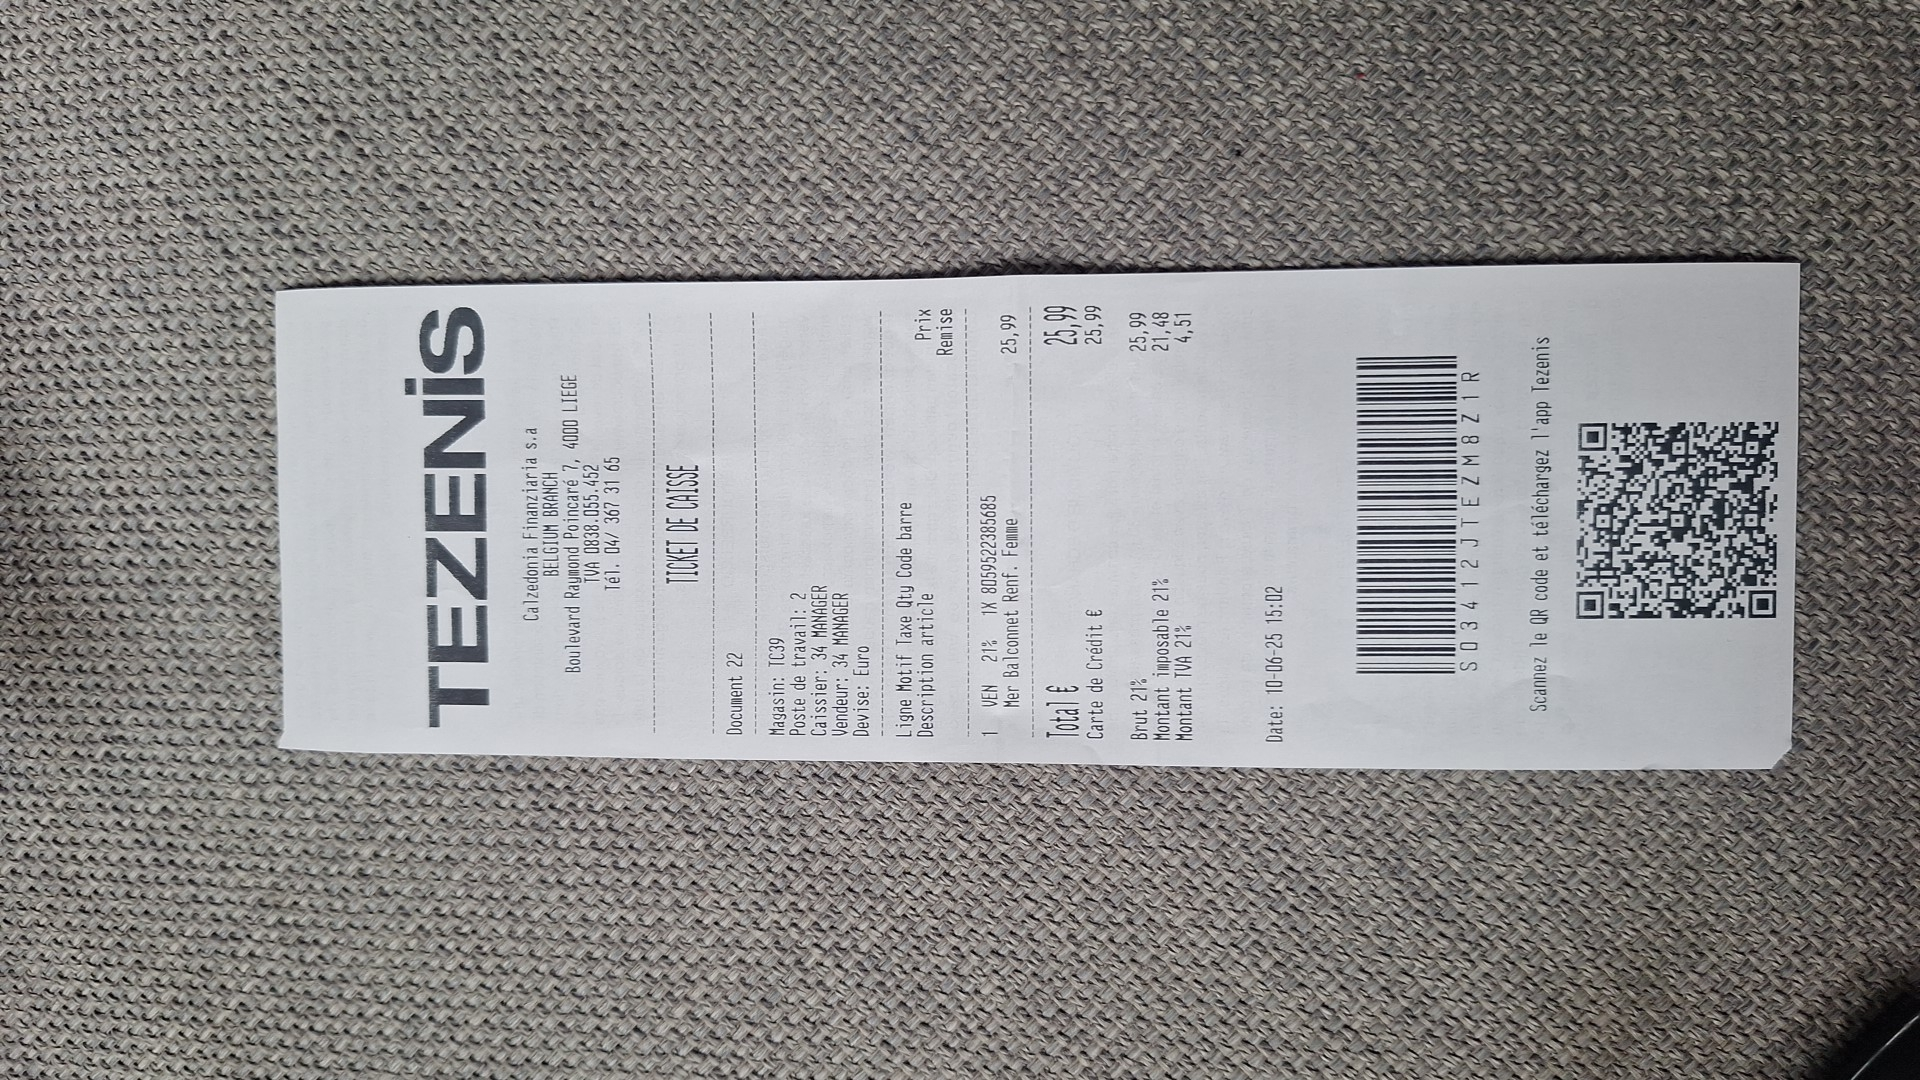 TEZENiS
Calzedonia Finanziaria s.a
BELGIUM BRANCH
Boulevard Raymond Poincaré 7, 4000 LIEGE
TVA 0838.055.452
Tél. 04/ 367 31 65
TICKET DE CAISSE
Document 22
Magasin: TC39
Poste de travail: 2
Caissier: 34 MANAGER
Vendeur: 34 MANAGER
Devise: Euro
Ligne Motif Taxe Qty Code barre
Description article Prix
Remise
1 VEN 21% 1X 8059522385685
Mer Balconnet Renf. Femme 25,99
Total € 25,99
Carte de Crédit € 25,99
Brut 21% 25,99
Montant imposable 21% 21,48
Montant TVA 21% 4,51
Date: 10-06-25 15:02
S03412JTEZM8Z1R
Scannez le QR code et téléchargez l'app Tezenis